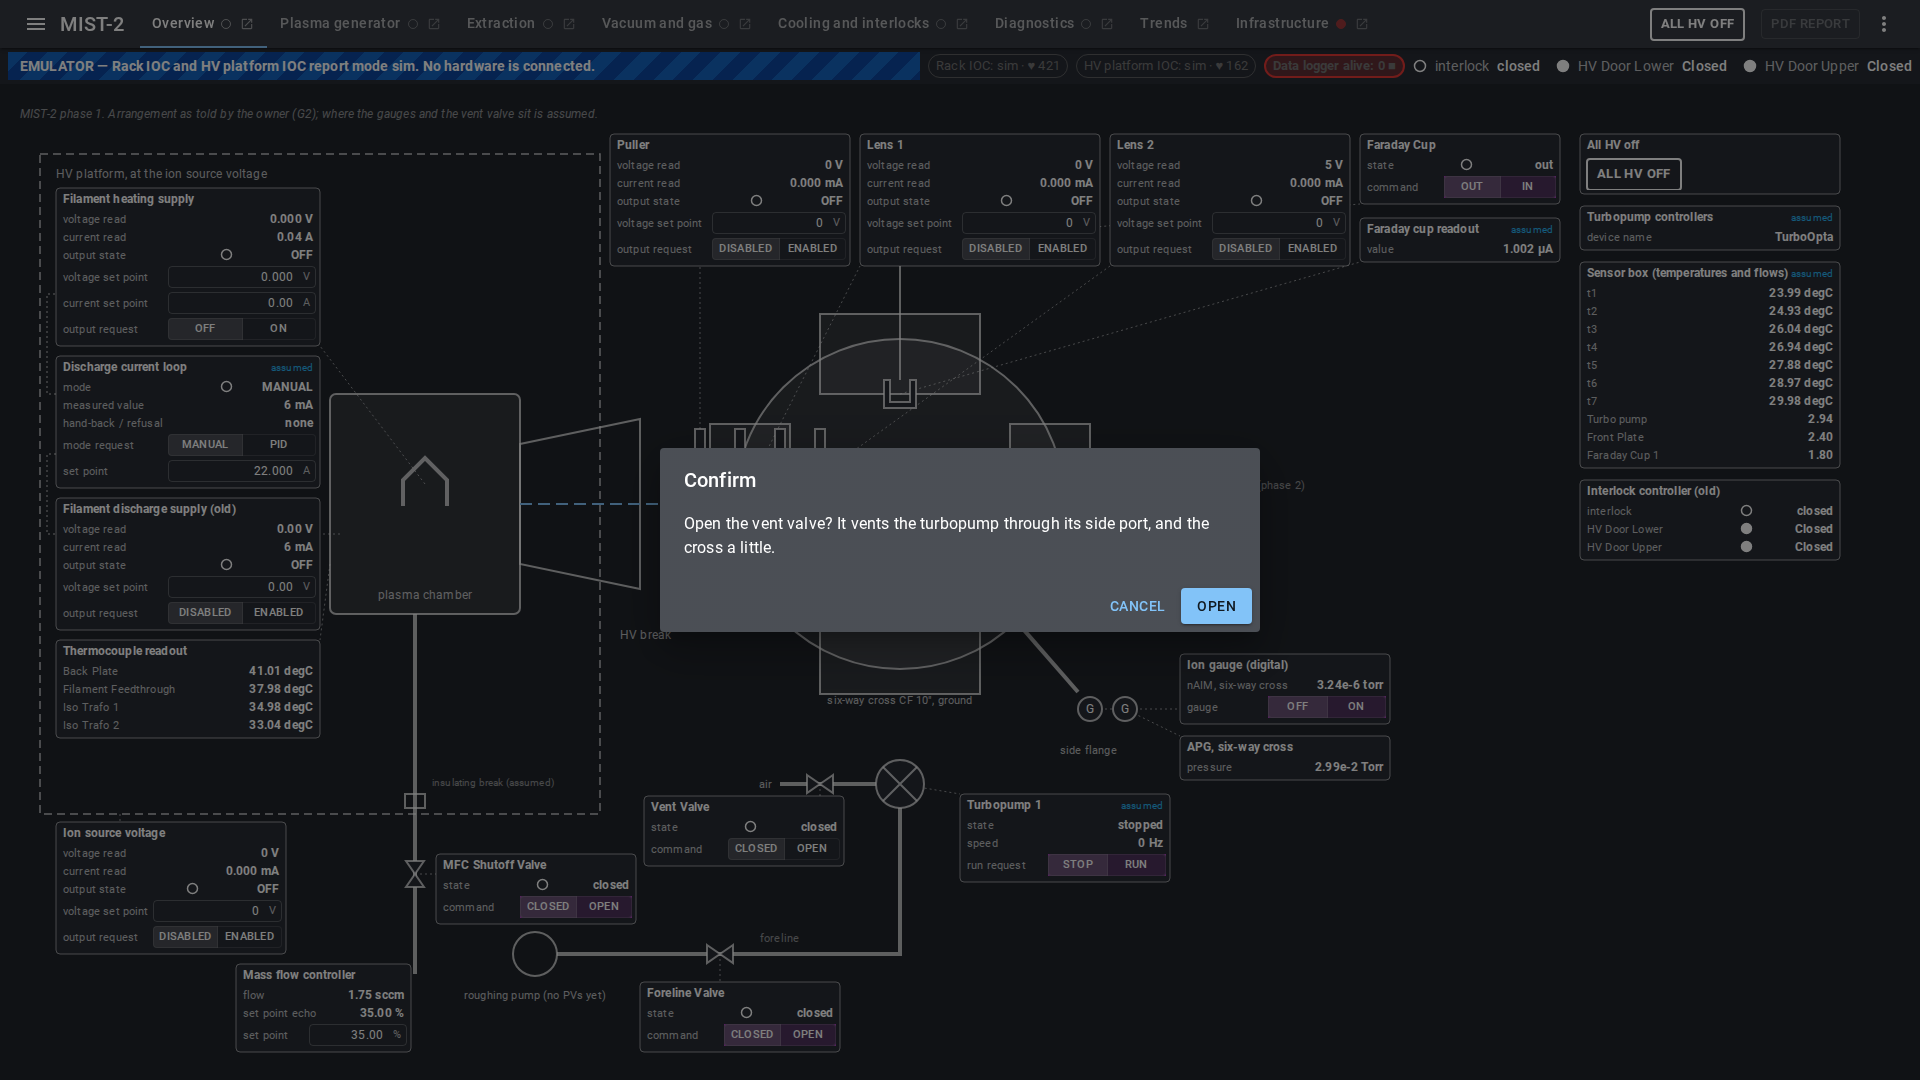 MIST-2
Overview
Plasma generator
Extraction
Vacuum and gas
Cooling and interlocks
Diagnostics
Trends
Infrastructure
ALL HV OFF
PDF REPORT
EMULATOR — Rack IOC and HV platform IOC report mode sim. No hardware is connected.
Rack IOC: sim · ♥ 421
HV platform IOC: sim · ♥ 162
Data logger alive: 0 ■
interlock closed
HV Door Lower Closed
HV Door Upper Closed
MIST-2 phase 1. Arrangement as told by the owner (G2); where the gauges and the vent valve sit is assumed.
HV platform, at the ion source voltage
Filament heating supply
voltage read 0.000 V
current read 0.04 A
output state OFF
voltage set point 0.000 V
current set point 0.00 A
output request OFF ON
Discharge current loop assumed
mode MANUAL
measured value 6 mA
hand-back / refusal none
mode request MANUAL PID
set point 22.000 A
Filament discharge supply (old)
voltage read 0.00 V
current read 6 mA
output state OFF
voltage set point 0.00 V
output request DISABLED ENABLED
Thermocouple readout
Back Plate 41.01 degC
Filament Feedthrough 37.98 degC
Iso Trafo 1 34.98 degC
Iso Trafo 2 33.04 degC
plasma chamber
insulating break (assumed)
HV break
Puller
voltage read 0 V
current read 0.000 mA
output state OFF
voltage set point 0 V
output request DISABLED ENABLED
Lens 1
voltage read 0 V
current read 0.000 mA
output state OFF
voltage set point 0 V
output request DISABLED ENABLED
Lens 2
voltage read 5 V
current read 0.000 mA
output state OFF
voltage set point 0 V
output request DISABLED ENABLED
Faraday Cup
state out
command OUT IN
Faraday cup readout assumed
value 1.002 µA
All HV off
ALL HV OFF
Turbopump controllers assumed
device name TurboOpta
Sensor box (temperatures and flows) assumed
t1 23.99 degC
t2 24.93 degC
t3 26.04 degC
t4 26.94 degC
t5 27.88 degC
t6 28.97 degC
t7 29.98 degC
Turbo pump 2.94
Front Plate 2.40
Faraday Cup 1 1.80
Interlock controller (old)
interlock closed
HV Door Lower Closed
HV Door Upper Closed
phase 2)
Confirm
Open the vent valve? It vents the turbopump through its side port, and the
cross a little.
CANCEL
OPEN
six-way cross CF 10", ground
G G
side flange
Ion gauge (digital)
nAIM, six-way cross 3.24e-6 torr
gauge OFF ON
APG, six-way cross
pressure 2.99e-2 Torr
air
Vent Valve
state closed
command CLOSED OPEN
Turbopump 1 assumed
state stopped
speed 0 Hz
run request STOP RUN
Ion source voltage
voltage read 0 V
current read 0.000 mA
output state OFF
voltage set point 0 V
output request DISABLED ENABLED
MFC Shutoff Valve
state closed
command CLOSED OPEN
foreline
roughing pump (no PVs yet)
Mass flow controller
flow 1.75 sccm
set point echo 35.00 %
set point 35.00 %
Foreline Valve
state closed
command CLOSED OPEN